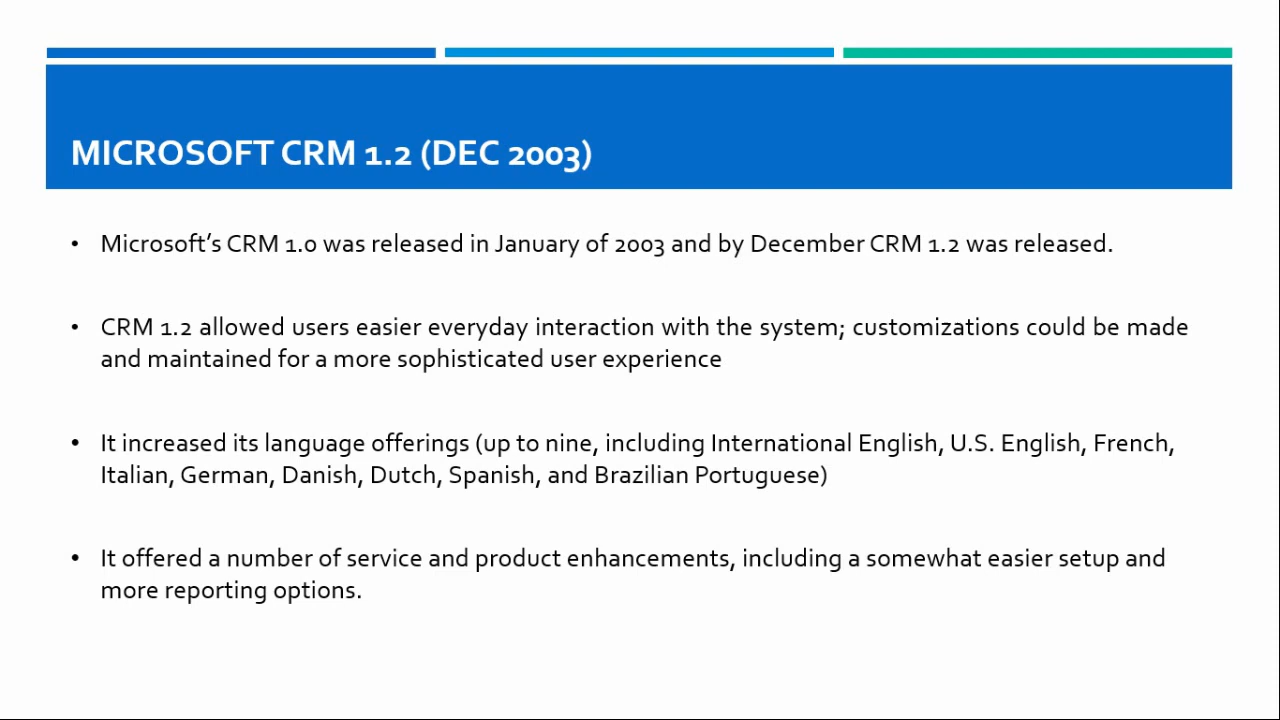 MICROSOFT CRM 1.2 (DEC 2003)
• Microsoft’s CRM 1.0 was released in January of 2003 and by December CRM 1.2 was released.
• CRM 1.2 allowed users easier everyday interaction with the system; customizations could be made
and maintained for a more sophisticated user experience
• It increased its language offerings (up to nine, including International English, U.S. English, French,
Italian, German, Danish, Dutch, Spanish, and Brazilian Portuguese)
• It offered a number of service and product enhancements, including a somewhat easier setup and
more reporting options.